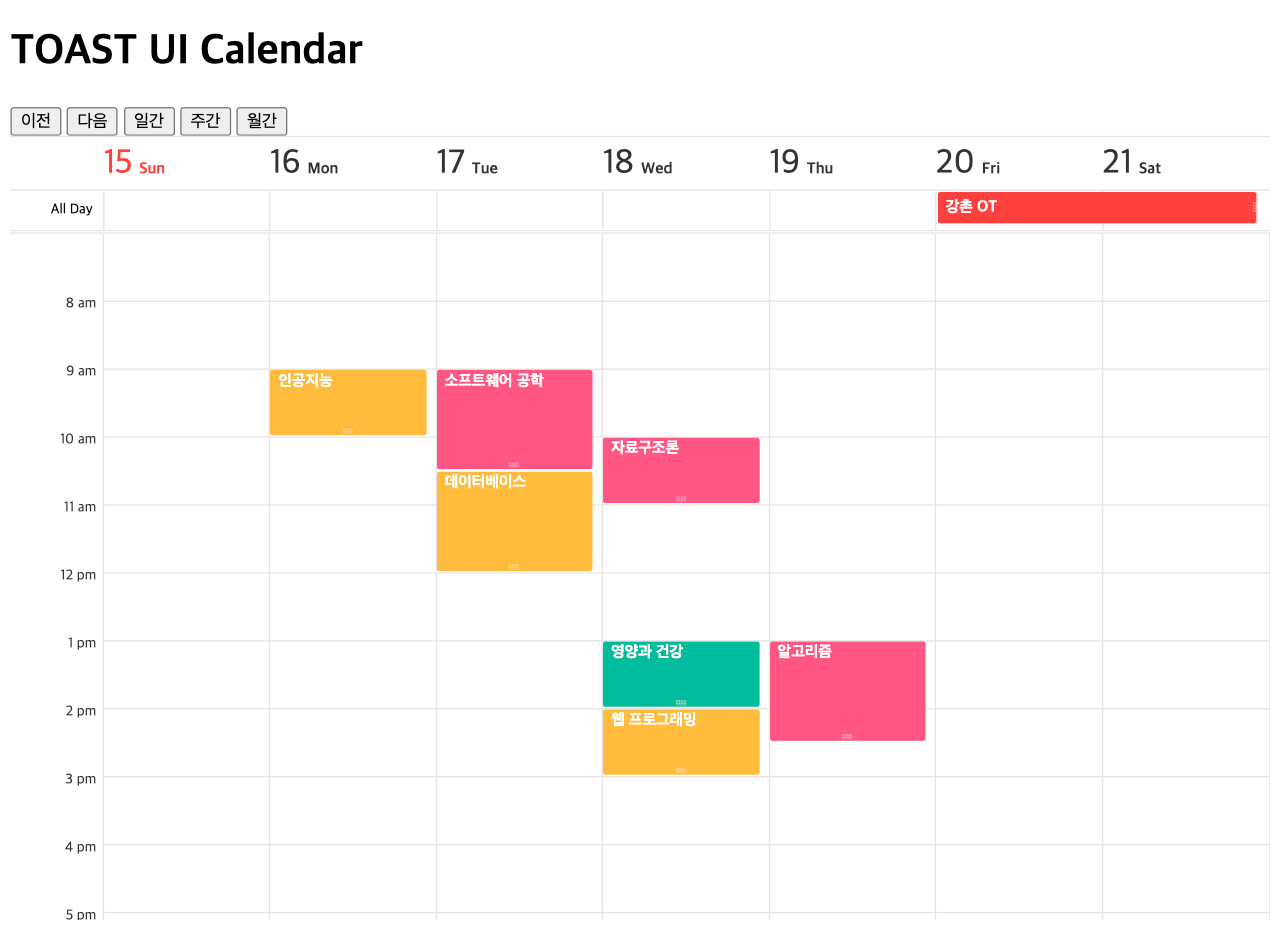 TOAST UI Calendar
이전 다음 일간 주간 월간
15 Sun 16 Mon 17 Tue 18 Wed 19 Thu 20 Fri 21 Sat
All Day 강촌 OT
8 am
9 am
인공지능 소프트웨어 공학
10 am
자료구조론
데이터베이스
11 am
12 pm
1 pm
영양과 건강 알고리즘
2 pm
웹 프로그래밍
3 pm
4 pm
5 pm